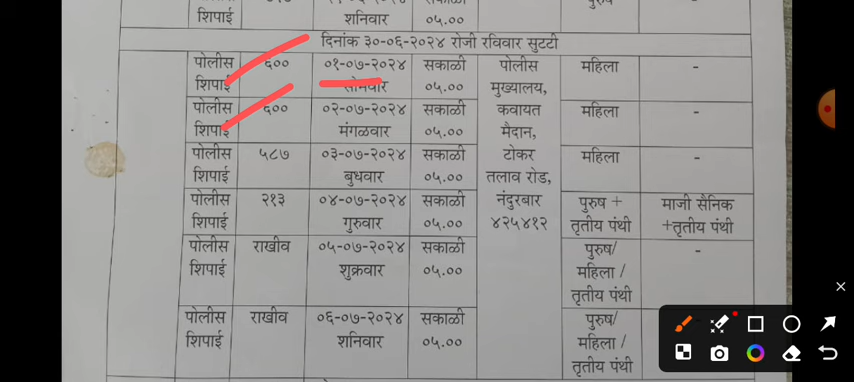 शिपाई शनिवार ०५.००
दिनांक ३०-०६-२०२४ रोजी रविवार सुटटी
पोलीस ६०० ०१-०७-२०२४ सकाळी पोलीस महिला -
शिपाई सोमवार ०५.०० मुख्यालय,
पोलीस ६०० ०२-०७-२०२४ सकाळी कवायत महिला -
शिपाई मंगळवार ०५.०० मैदान,
पोलीस ५८७ ०३-०७-२०२४ सकाळी टोकर महिला -
शिपाई बुधवार ०५.०० तलाव रोड,
पोलीस २१३ ०४-०७-२०२४ सकाळी नंदुरबार पुरुष + माजी सैनिक
शिपाई गुरुवार ०५.०० ४२५४१२ तृतीय पंथी +तृतीय पंथी
पोलीस राखीव ०५-०७-२०२४ सकाळी पुरुष/ -
शिपाई शुक्रवार ०५.०० महिला /
तृतीय पंथी
पोलीस राखीव ०६-०७-२०२४ सकाळी पुरुष/
शिपाई शनिवार ०५.०० महिला /
तृतीय पंथी